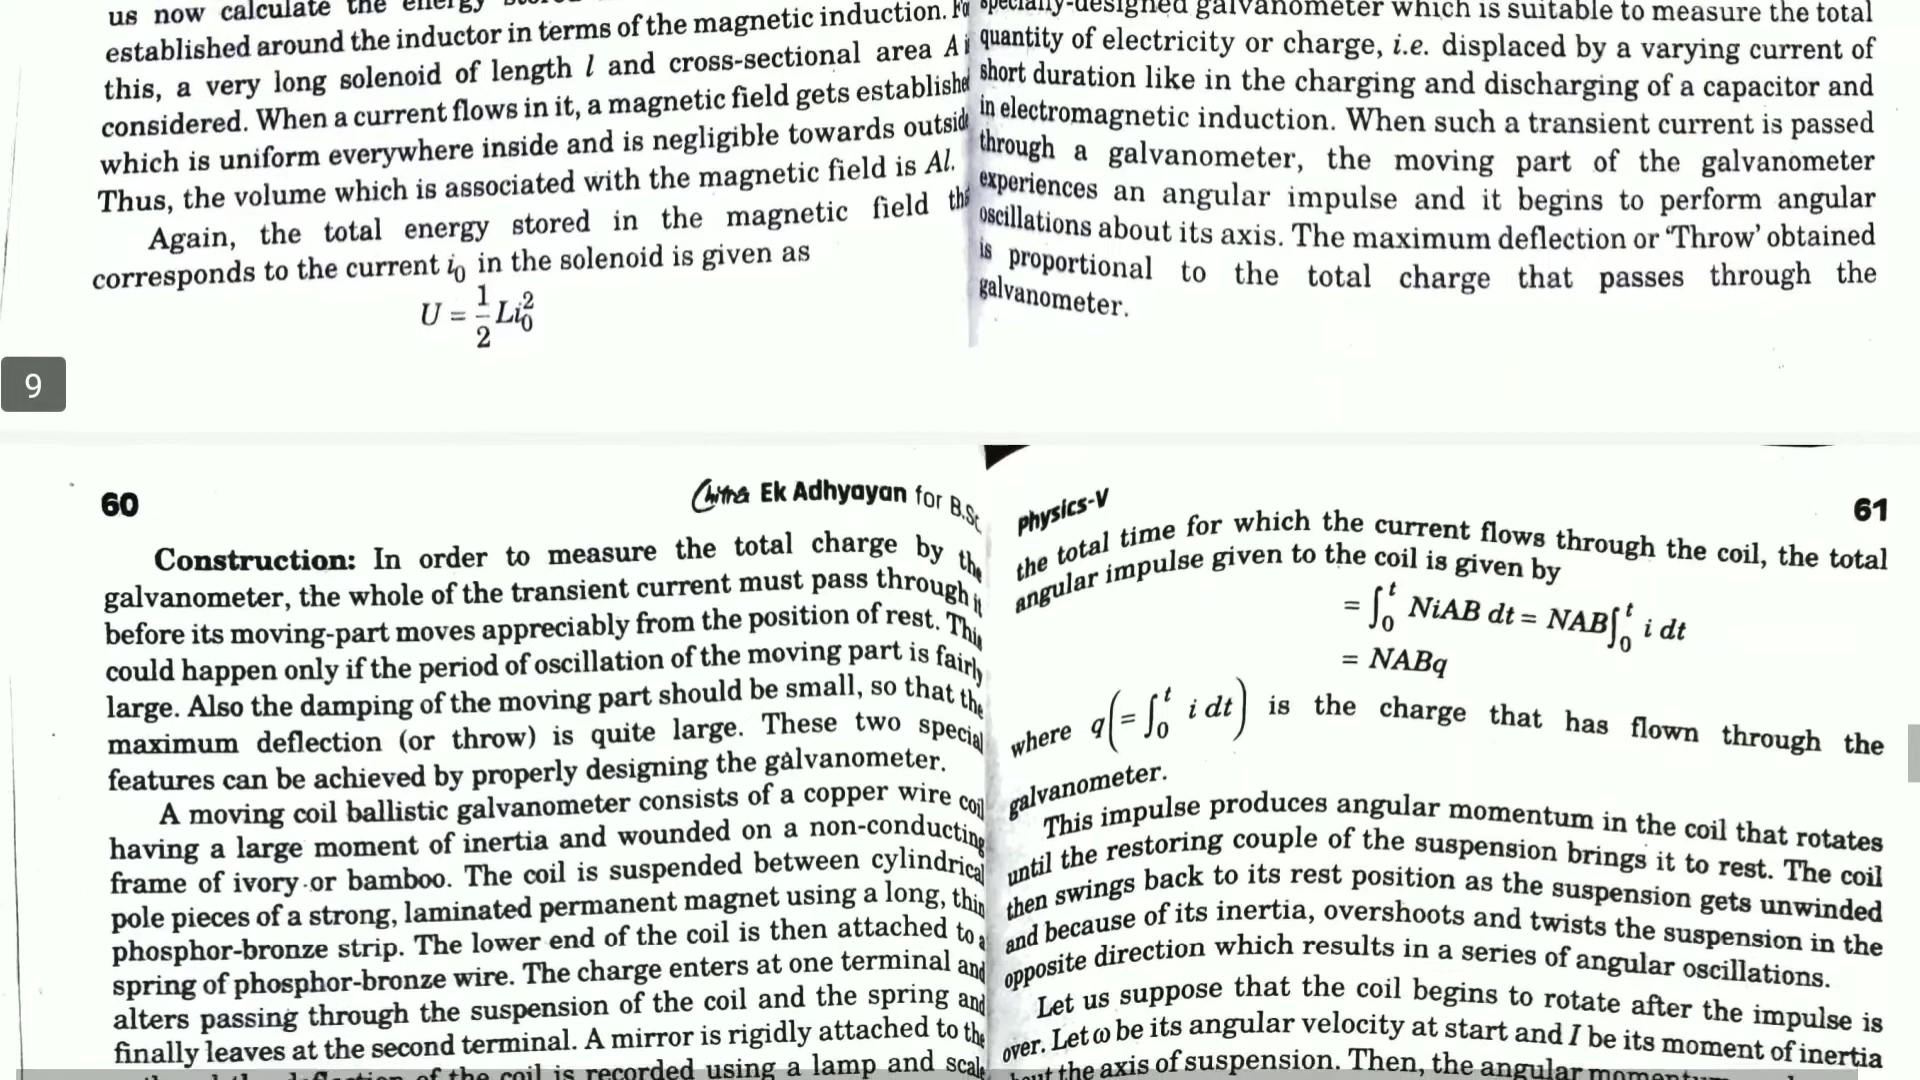 us now calculate the energy
established around the inductor in terms of the magnetic induction.
this, a very long solenoid of length l and cross-sectional area A
considered. When a current flows in it, a magnetic field gets establishe
which is uniform everywhere inside and is negligible towards outsid
Thus, the volume which is associated with the magnetic field is Al.
Again, the total energy stored in the magnetic field
corresponds to the current i₀ in the solenoid is given as
U = 1/2 Li₀²
specially-designed galvanometer which is suitable to measure the total
quantity of electricity or charge, i.e. displaced by a varying current of
short duration like in the charging and discharging of a capacitor and
in electromagnetic induction. When such a transient current is passed
through a galvanometer, the moving part of the galvanometer
experiences an angular impulse and it begins to perform angular
oscillations about its axis. The maximum deflection or 'Throw' obtained
is proportional to the total charge that passes through the
galvanometer.
9
60
Chitra Ek Adhyayan for B.Sc
Construction: In order to measure the total charge by the
galvanometer, the whole of the transient current must pass through it
before its moving-part moves appreciably from the position of rest. This
could happen only if the period of oscillation of the moving part is fairly
large. Also the damping of the moving part should be small, so that the
maximum deflection (or throw) is quite large. These two special
features can be achieved by properly designing the galvanometer.
A moving coil ballistic galvanometer consists of a copper wire coil
having a large moment of inertia and wounded on a non-conducting
frame of ivory or bamboo. The coil is suspended between cylindrical
pole pieces of a strong, laminated permanent magnet using a long, thin
phosphor-bronze strip. The lower end of the coil is then attached to a
spring of phosphor-bronze wire. The charge enters at one terminal and
alters passing through the suspension of the coil and the spring and
finally leaves at the second terminal. A mirror is rigidly attached to the
of the coil is recorded using a lamp and scale
Physics-V
61
the total time for which the current flows through the coil, the total
angular impulse given to the coil is given by
= ∫₀ᵗ NiAB dt = NAB∫₀ᵗ i dt
= NABq
where q(= ∫₀ᵗ i dt) is the charge that has flown through the
galvanometer.
This impulse produces angular momentum in the coil that rotates
until the restoring couple of the suspension brings it to rest. The coil
then swings back to its rest position as the suspension gets unwinded
and because of its inertia, overshoots and twists the suspension in the
opposite direction which results in a series of angular oscillations.
Let us suppose that the coil begins to rotate after the impulse is
over. Let ω be its angular velocity at start and I be its moment of inertia
the axis of suspension. Then, the angular